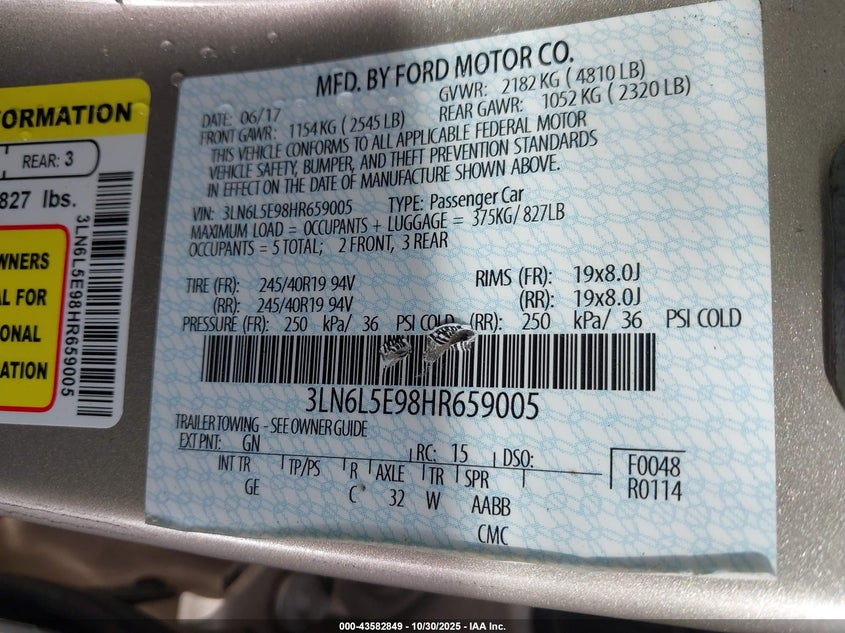 ORMATION
REAR: 3
827 lbs.
WNERS
AL FOR
IONAL
ATION
3LN6L5E98HR659005
MFD. BY FORD MOTOR CO.
DATE: 06/17 GVWR: 2182 KG ( 4810 LB)
FRONT GAWR: 1154 KG ( 2545 LB) REAR GAWR: 1052 KG ( 2320 LB)
THIS VEHICLE CONFORMS TO ALL APPLICABLE FEDERAL MOTOR
VEHICLE SAFETY, BUMPER, AND THEFT PREVENTION STANDARDS
IN EFFECT ON THE DATE OF MANUFACTURE SHOWN ABOVE.
VIN: 3LN6L5E98HR659005 TYPE: Passenger Car
MAXIMUM LOAD = OCCUPANTS + LUGGAGE = 375KG/ 827LB
OCCUPANTS = 5 TOTAL; 2 FRONT, 3 REAR
TIRE (FR): 245/40R19 94V RIMS (FR): 19x8.0J
(RR): 245/40R19 94V (RR): 19x8.0J
PRESSURE (FR): 250 kPa/ 36 PSI COLD (RR): 250 kPa/ 36 PSI COLD
3LN6L5E98HR659005
TRAILER TOWING - SEE OWNER GUIDE
EXT PNT: GN RC: 15 DSO: F0048
INT TR TP/PS R AXLE TR SPR R0114
GE C 32 W AABB
CMC
000-43582849 - 10/30/2025 - IAA Inc.